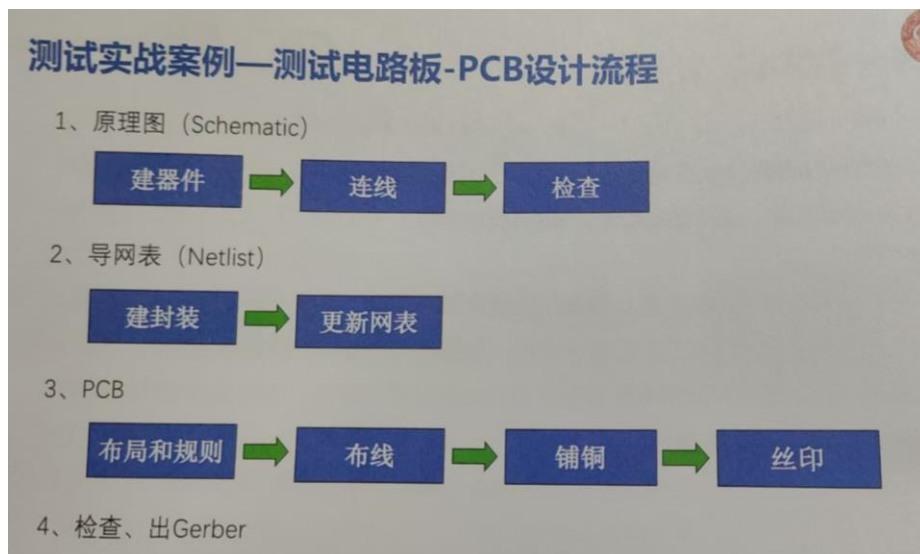 测试实战案例—测试电路板-PCB设计流程
1、原理图（Schematic）
建器件 连线 检查
2、导网表（Netlist）
建封装 更新网表
3、PCB
布局和规则 布线 铺铜 丝印
4、检查、出Gerber